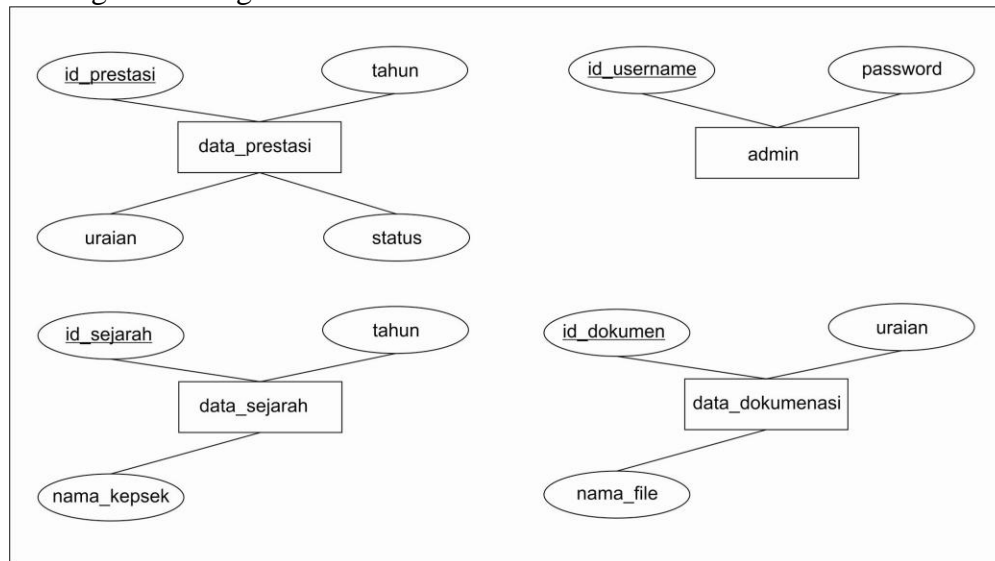 id_prestasi
tahun
data_prestasi
uraian
status
id_username
password
admin
id_sejarah
tahun
data_sejarah
nama_kepsek
id_dokumen
uraian
data_dokumenasi
nama_file